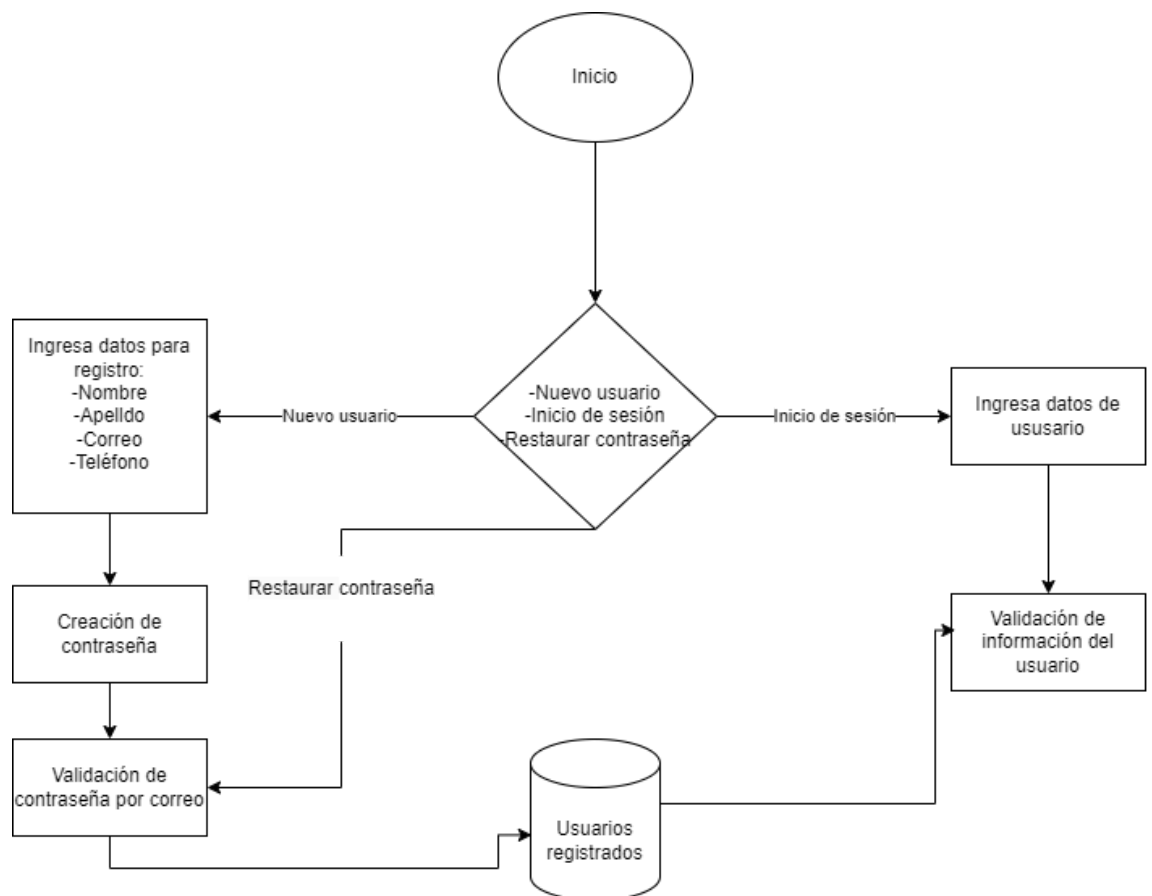 Inicio
Ingresa datos para
registro:
-Nombre
-Apelldo
-Correo
-Teléfono
Nuevo usuario
-Nuevo usuario
-Inicio de sesión
-Restaurar contraseña
Inicio de sesión
Ingresa datos de
ususario
Restaurar contraseña
Creación de
contraseña
Validación de
información del
usuario
Validación de
contraseña por correo
Usuarios
registrados